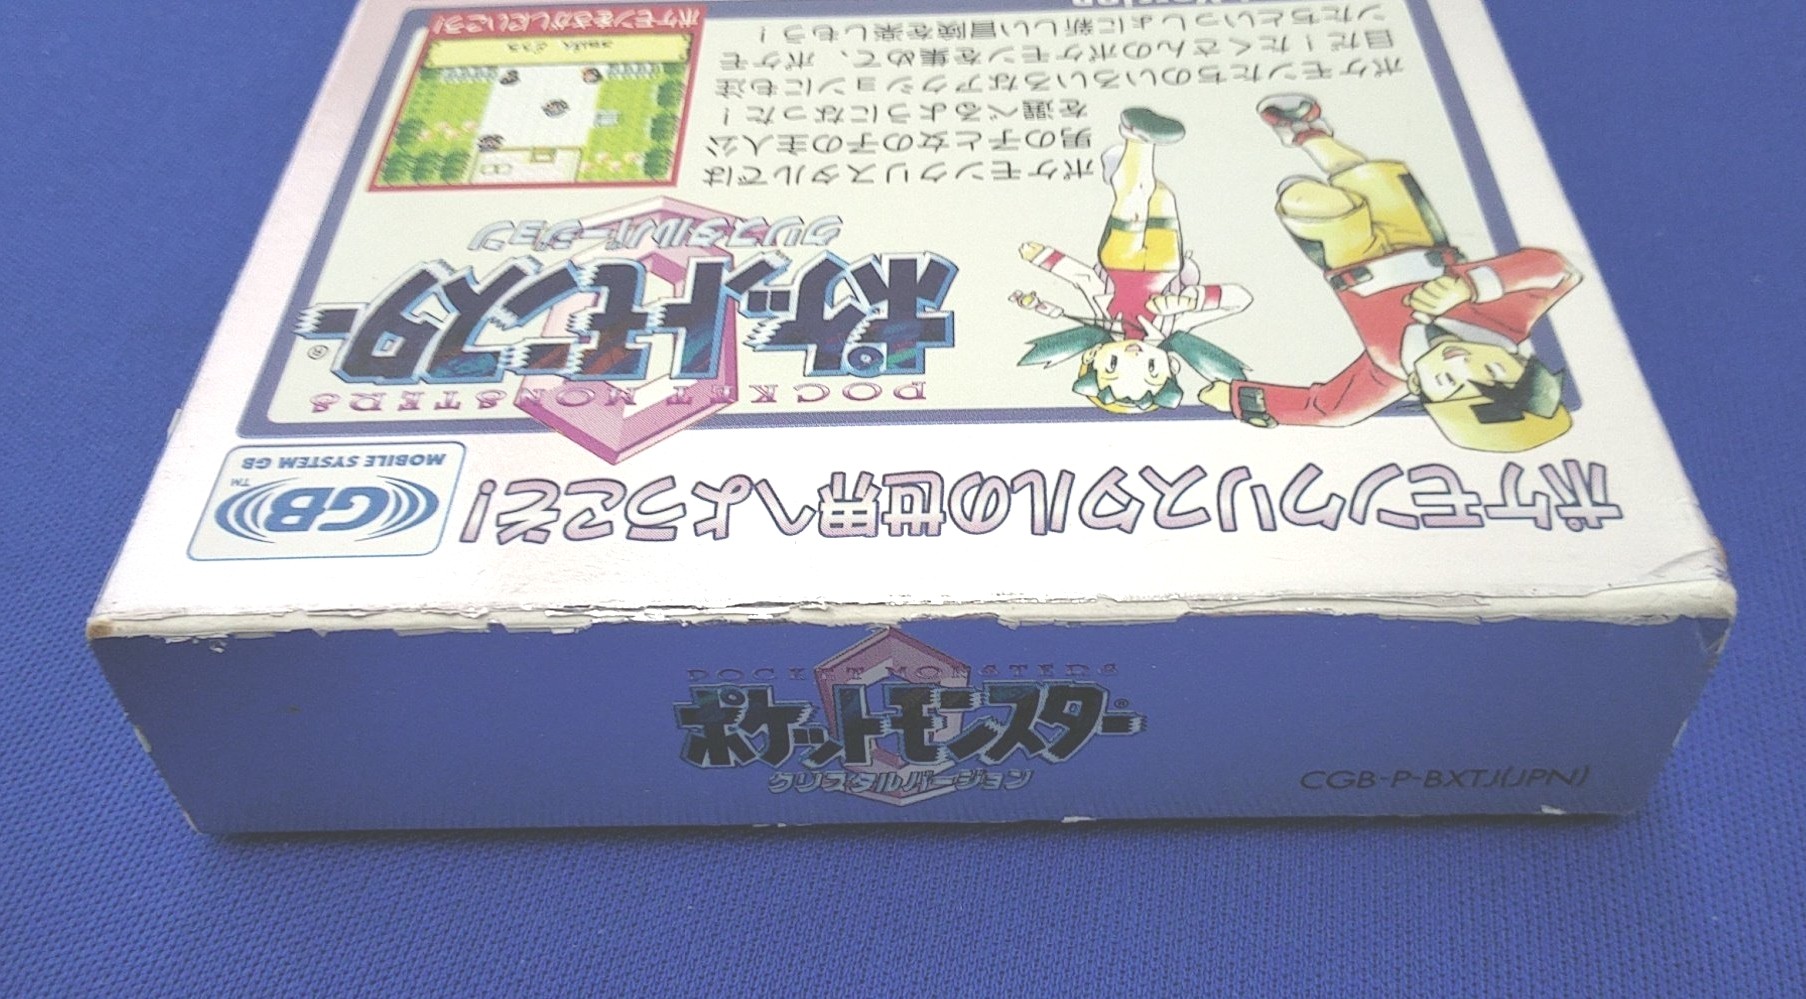 ポケモンクリスタルの世界へようこそ!
GB™
MOBILE SYSTEM GB
POCKET MONSTERS
ポケットモンスター®
クリスタルバージョン
ポケモンクリスタルでは
男の子と女の子の主人公
を選べるようになった!
ポケモンたちのいろいろなアクションにも注
目だ!たくさんのポケモンを集めて、ポケモ
ンたちといっしょに新しい冒険を楽しもう!
ポケモンをさがしにいこう!
POCKET MONSTERS
ポケットモンスター®
クリスタルバージョン
CGB-P-BXTJ(JPN)